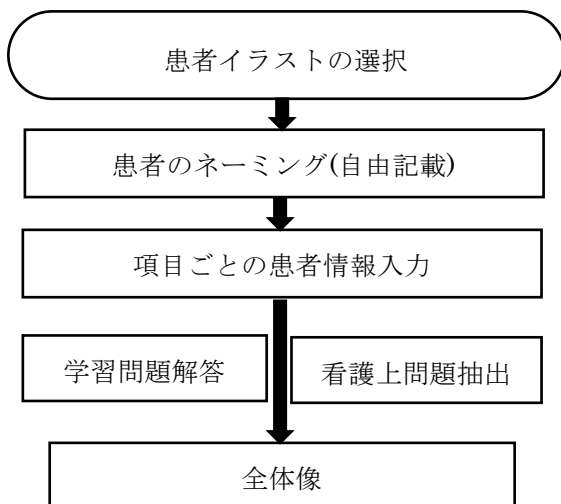 患者イラストの選択
患者のネーミング(自由記載)
項目ごとの患者情報入力
学習問題解答
看護上問題抽出
全体像